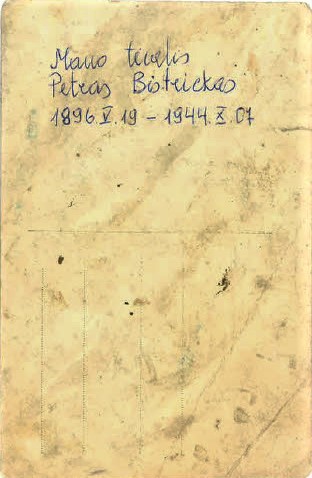 Mano tėvelis
Petras Bistrickas
1896.V.19 - 1944.X.07